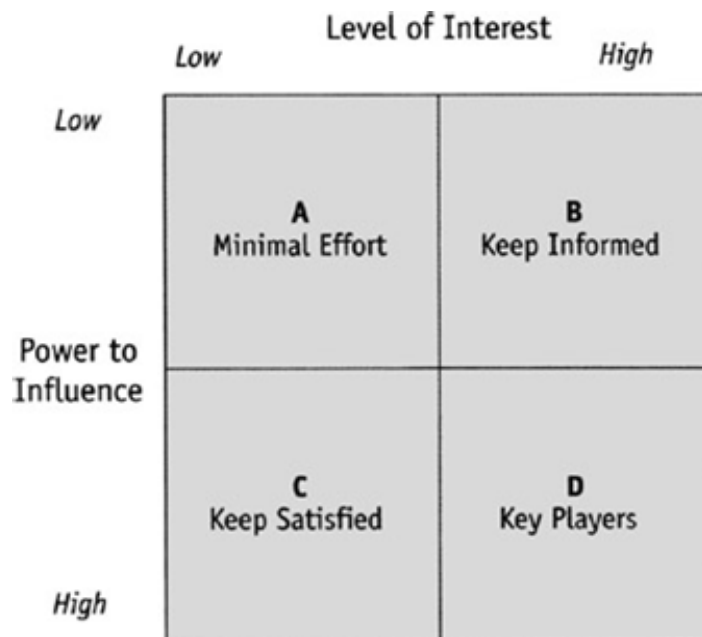 Level of Interest
Low
High
Low
A
Minimal Effort
B
Keep Informed
Power to
Influence
C
Keep Satisfied
D
Key Players
High